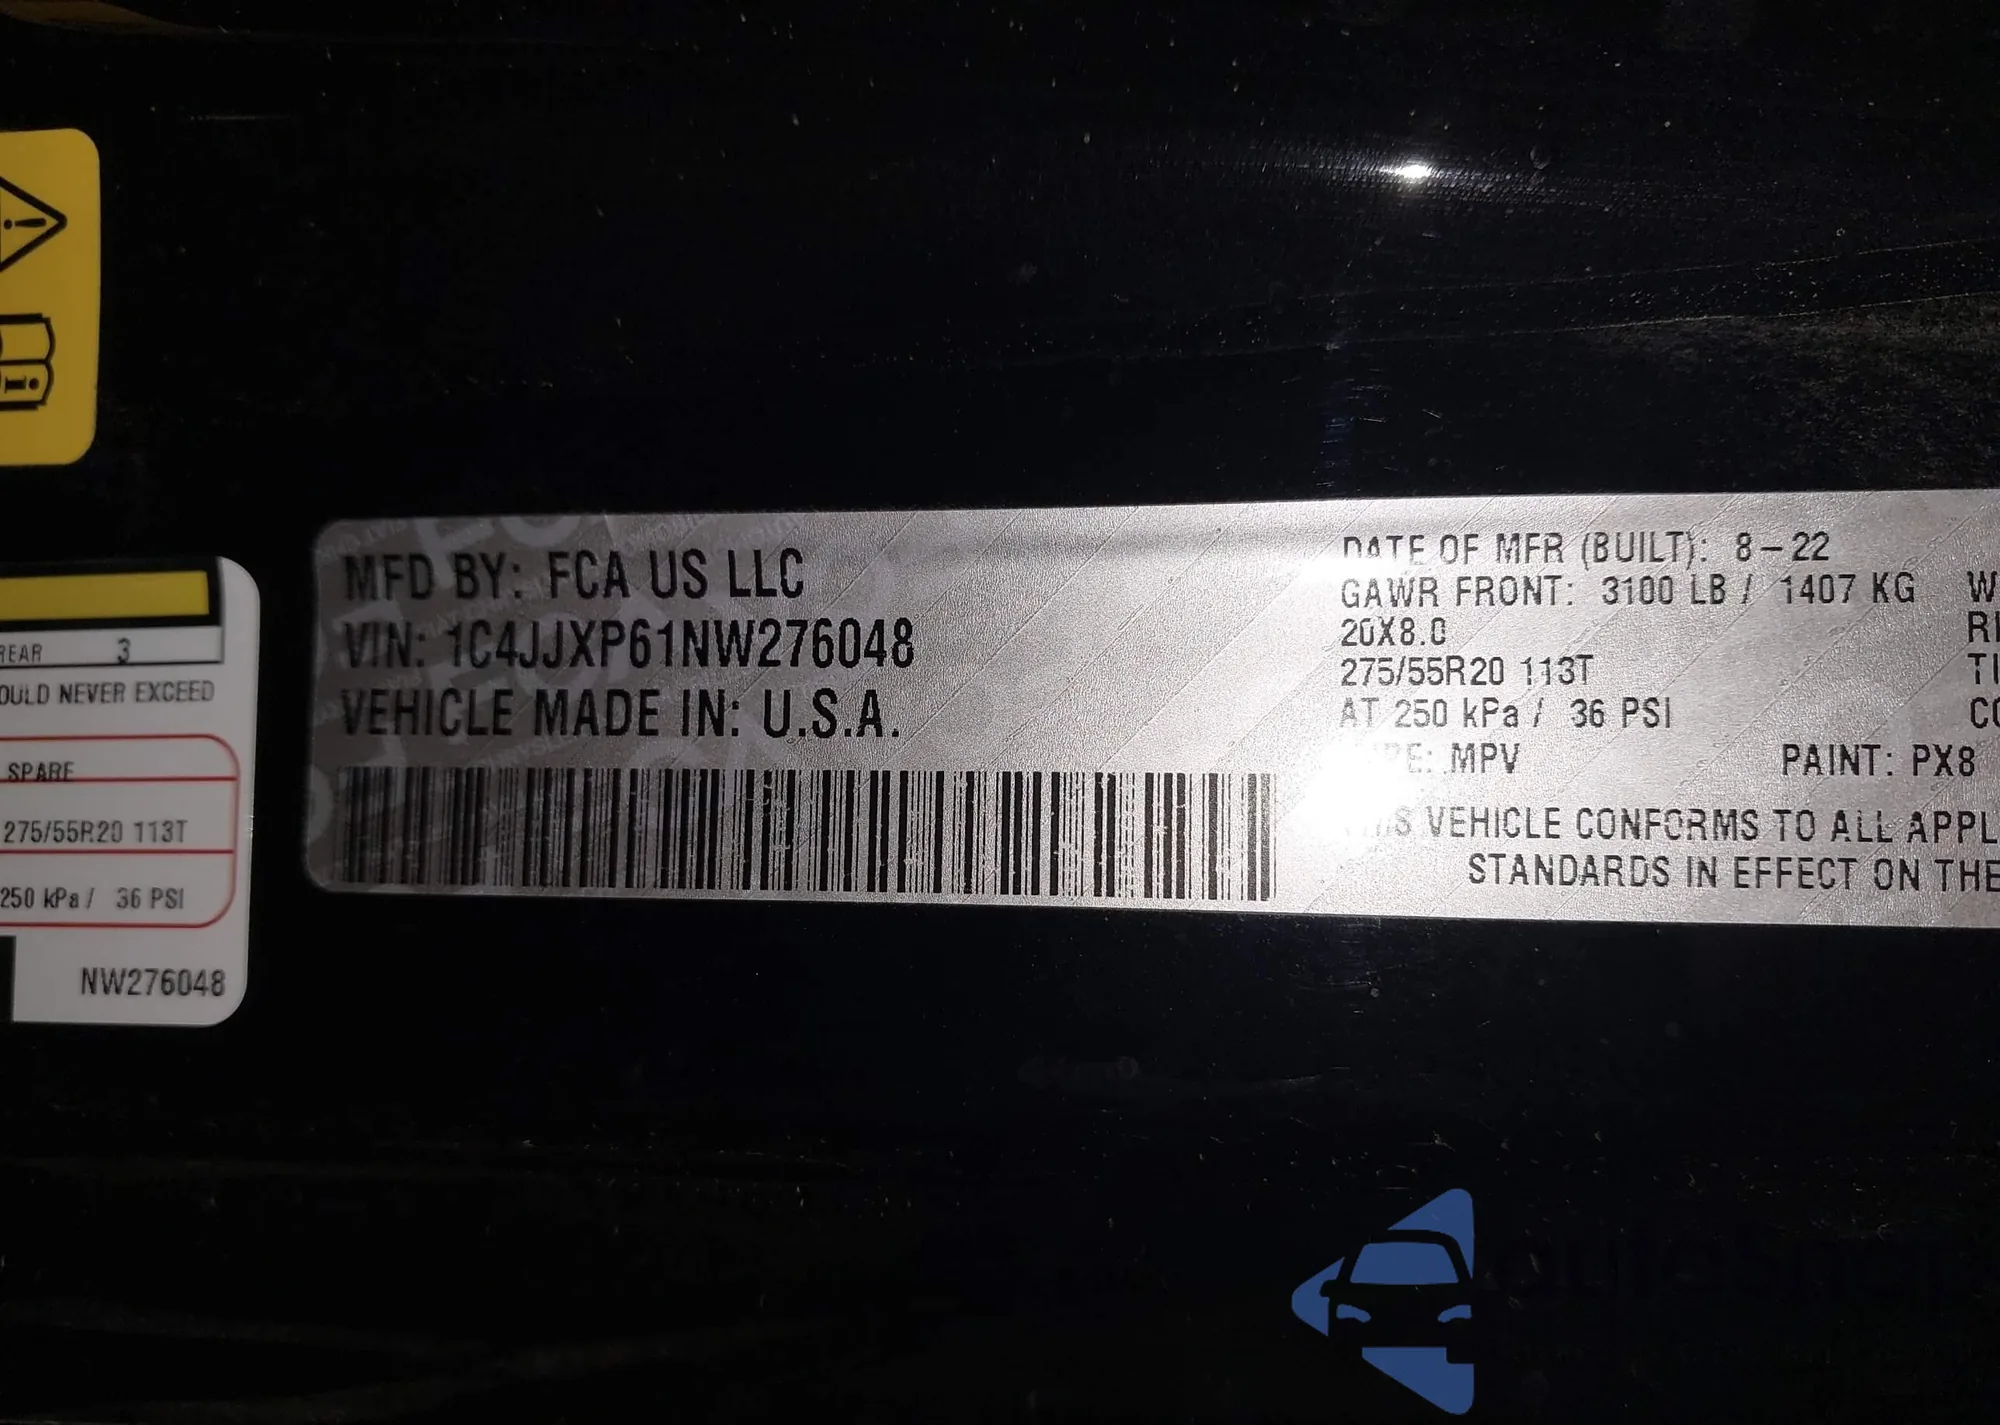 REAR 3
OULD NEVER EXCEED
SPARE
275/55R20 113T
250 kPa / 36 PSI
NW276048
MFD BY: FCA US LLC
VIN: 1C4JJXP61NW276048
VEHICLE MADE IN: U.S.A.
DATE OF MFR (BUILT): 8-22
GAWR FRONT: 3100 LB / 1407 KG
20X8.0
275/55R20 113T
AT 250 kPa / 36 PSI
TYPE: MPV PAINT: PX8
THIS VEHICLE CONFORMS TO ALL APPL
STANDARDS IN EFFECT ON THE